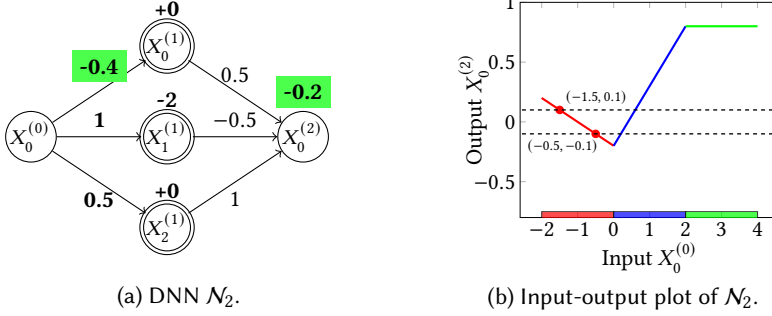 +0
X_0^{(1)}
-0.4
0.5
-0.2
-2
1
X_0^{(0)}
X_1^{(1)}
−0.5
X_0^{(2)}
+0
0.5
X_2^{(1)}
1
(a) DNN 𝒩_2.
1
0.5
0
−0.5
Output X_0^{(2)}
(−1.5, 0.1)
(−0.5, −0.1)
−2 −1 0 1 2 3 4
Input X_0^{(0)}
(b) Input-output plot of 𝒩_2.